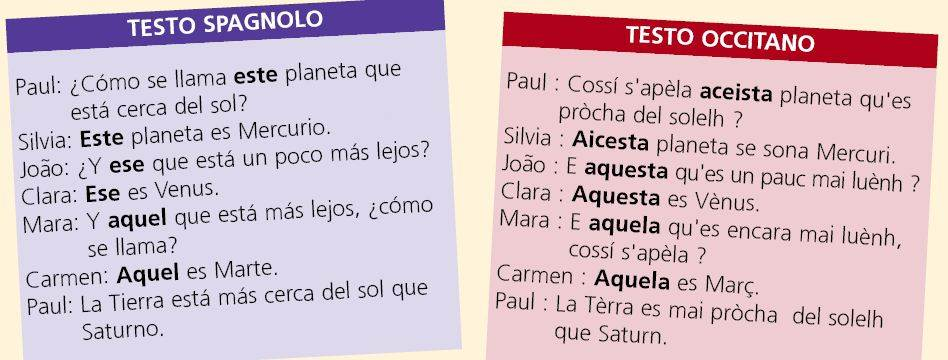 TESTO SPAGNOLO
Paul: ¿Cómo se llama este planeta que
está cerca del sol?
Silvia: Este planeta es Mercurio.
João: ¿Y ese que está un poco más lejos?
Clara: Ese es Venus.
Mara: Y aquel que está más lejos, ¿cómo
se llama?
Carmen: Aquel es Marte.
Paul: La Tierra está más cerca del sol que
Saturno.
TESTO OCCITANO
Paul : Cossí s'apèla aceista planeta qu'es
pròcha del solelh ?
Silvia : Aicesta planeta se sona Mercuri.
João : E aquesta qu'es un pauc mai luènh ?
Clara : Aquesta es Vènus.
Mara : E aquela qu'es encara mai luènh,
cossí s'apèla ?
Carmen : Aquela es Març.
Paul : La Tèrra es mai pròcha del solelh
que Saturn.